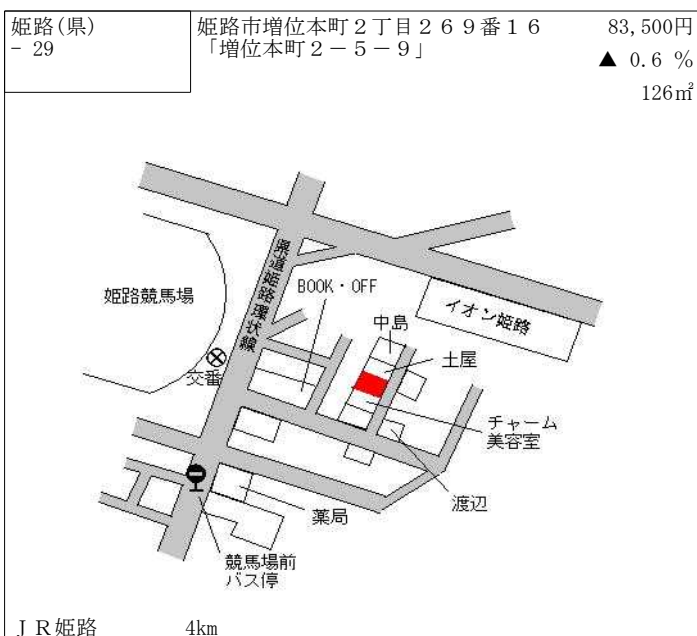 姫路(県)
- 29
姫路市増位本町２丁目２６９番１６
「増位本町２－５－９」
83,500円
▲ 0.6 %
126㎡
県道姫路環状線
BOOK・OFF
姫路競馬場
イオン姫路
中島
土屋
交番
チャーム
美容室
渡辺
薬局
競馬場前
バス停
ＪＲ姫路 4km